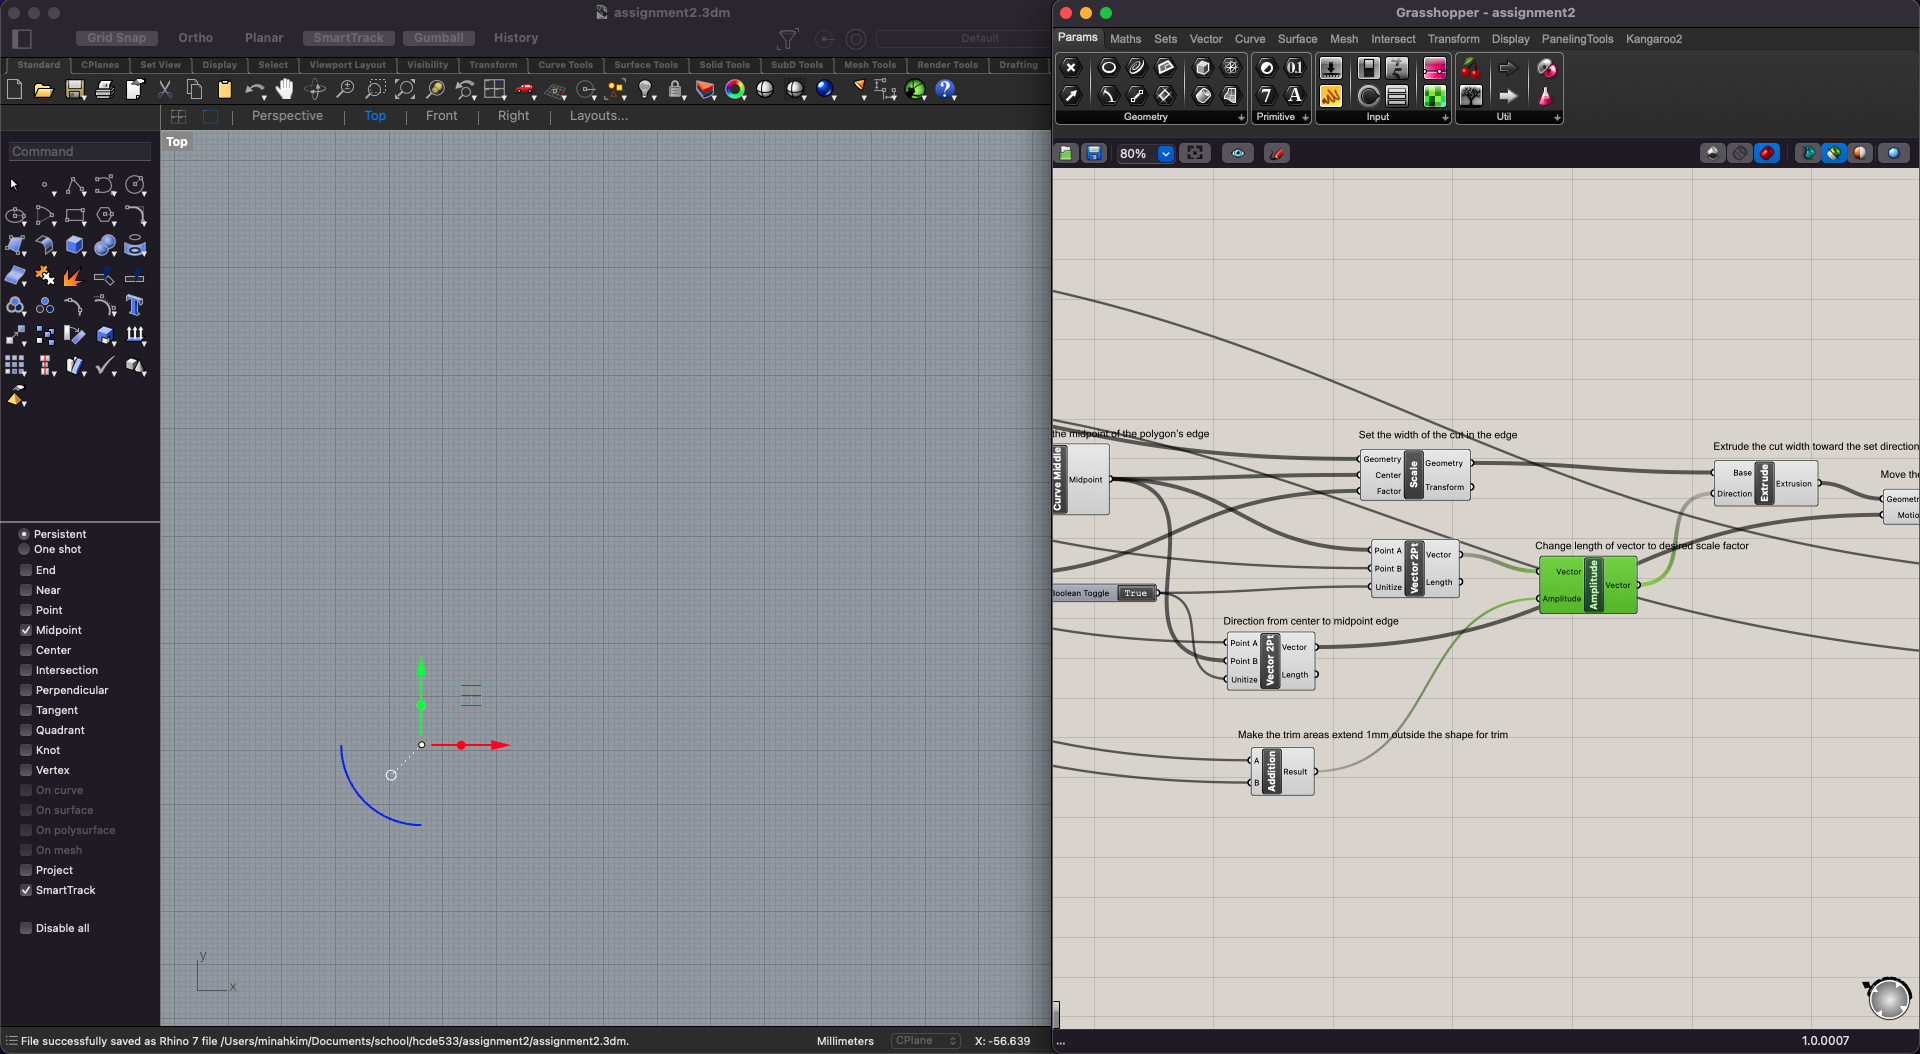 assignment2.3dm
Grid Snap
Ortho
Planar
SmartTrack
Gumball
History
Default
Standard
CPlanes
Set View
Display
Select
Viewport Layout
Visibility
Transform
Curve Tools
Surface Tools
Solid Tools
SubD Tools
Mesh Tools
Render Tools
Drafting
Perspective
Top
Front
Right
Layouts...
Command
Top
Persistent
One shot
End
Near
Point
Midpoint
Center
Intersection
Perpendicular
Tangent
Quadrant
Knot
Vertex
On curve
On surface
On polysurface
On mesh
Project
SmartTrack
Disable all
y
x
File successfully saved as Rhino 7 file /Users/minahkim/Documents/school/hcde533/assignment2/assignment2.3dm.
Millimeters
CPlane
X: -56.639
Grasshopper - assignment2
Params
Maths
Sets
Vector
Curve
Surface
Mesh
Intersect
Transform
Display
PanelingTools
Kangaroo2
Geometry
Primitive
Input
Util
80%
the midpoint of the polygon's edge
Curve Middle
Midpoint
Set the width of the cut in the edge
Geometry
Center
Factor
Scale
Geometry
Transform
Extrude the cut width toward the set direction
Base
Direction
Extrude
Extrusion
Move the
Geometr
Motio
Point A
Point B
Unitize
Vector 2Pt
Vector
Length
Change length of vector to desired scale factor
Vector
Amplitude
Amplitude
Vector
Boolean Toggle
True
Direction from center to midpoint edge
Point A
Point B
Unitize
Vector 2Pt
Vector
Length
Make the trim areas extend 1mm outside the shape for trim
A
B
Addition
Result
...
1.0.0007